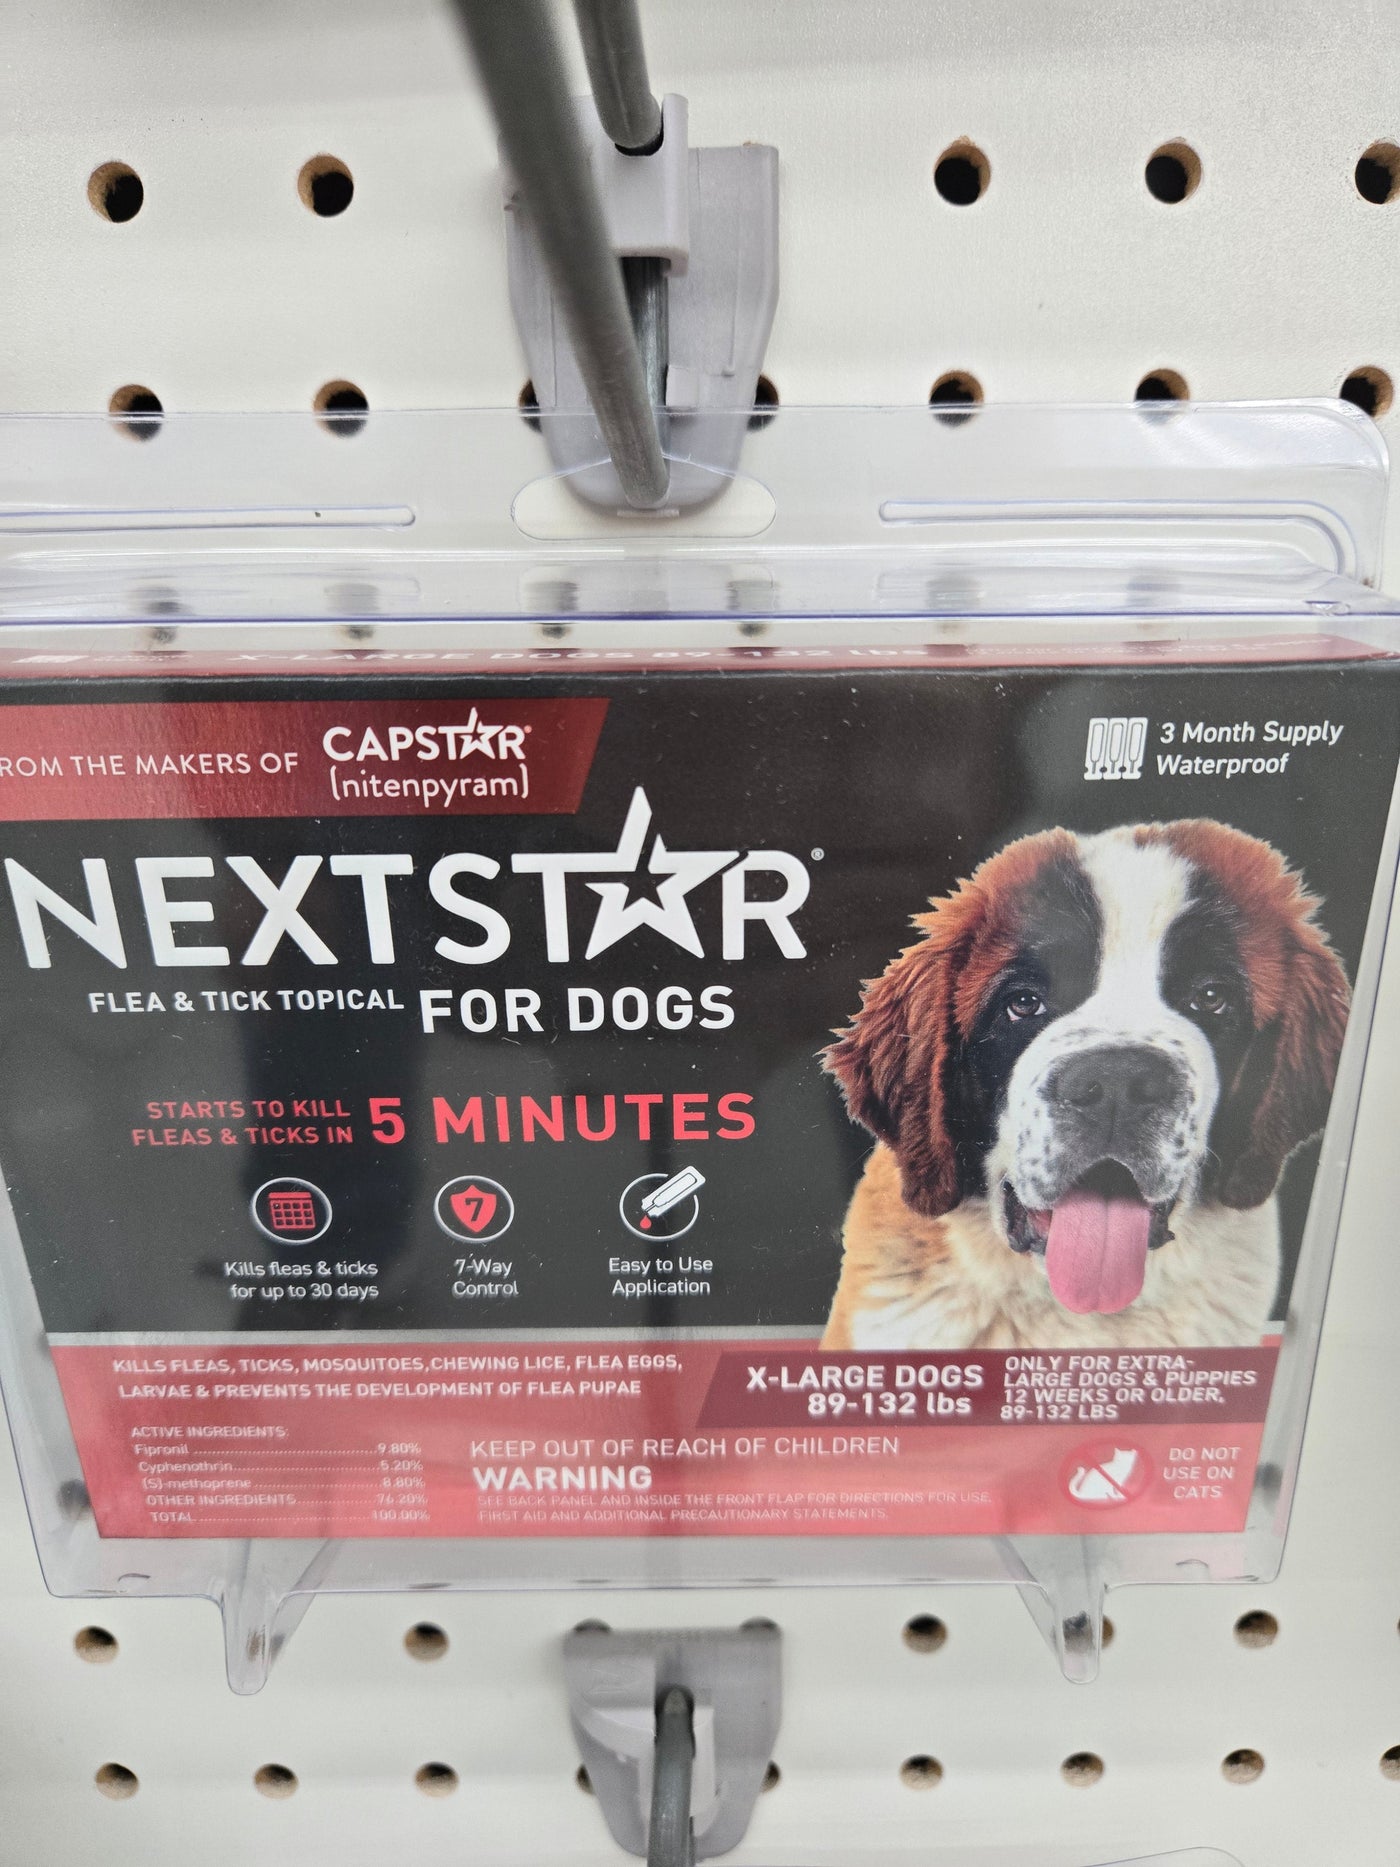 X-LARGE DOGS 89-132 lbs
FROM THE MAKERS OF
CAPSTAR®
(nitenpyram)
3 Month Supply
Waterproof
NEXTSTAR®
FLEA & TICK TOPICAL FOR DOGS
STARTS TO KILL
FLEAS & TICKS IN
5 MINUTES
Kills fleas & ticks
for up to 30 days
7
7-Way
Control
Easy to Use
Application
KILLS FLEAS, TICKS, MOSQUITOES, CHEWING LICE, FLEA EGGS,
LARVAE & PREVENTS THE DEVELOPMENT OF FLEA PUPAE
X-LARGE DOGS
89-132 lbs
ONLY FOR EXTRA-
LARGE DOGS & PUPPIES
12 WEEKS OR OLDER,
89-132 LBS
ACTIVE INGREDIENTS:
Fipronil 9.80%
Cyphenothrin 5.20%
(S)-methoprene 8.80%
OTHER INGREDIENTS 76.20%
TOTAL 100.00%
KEEP OUT OF REACH OF CHILDREN
WARNING
SEE BACK PANEL AND INSIDE THE FRONT FLAP FOR DIRECTIONS FOR USE,
FIRST AID AND ADDITIONAL PRECAUTIONARY STATEMENTS.
DO NOT
USE ON
CATS